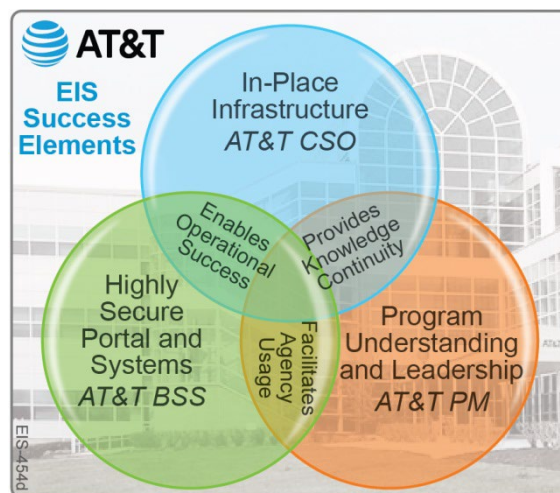 AT&T
EIS
Success
Elements
In-Place
Infrastructure
AT&T CSO
Enables
Operational
Success
Provides
Knowledge
Continuity
Highly
Secure
Portal and
Systems
AT&T BSS
Facilitates
Agency
Usage
Program
Understanding
and Leadership
AT&T PM
AT&T
EIS-454d